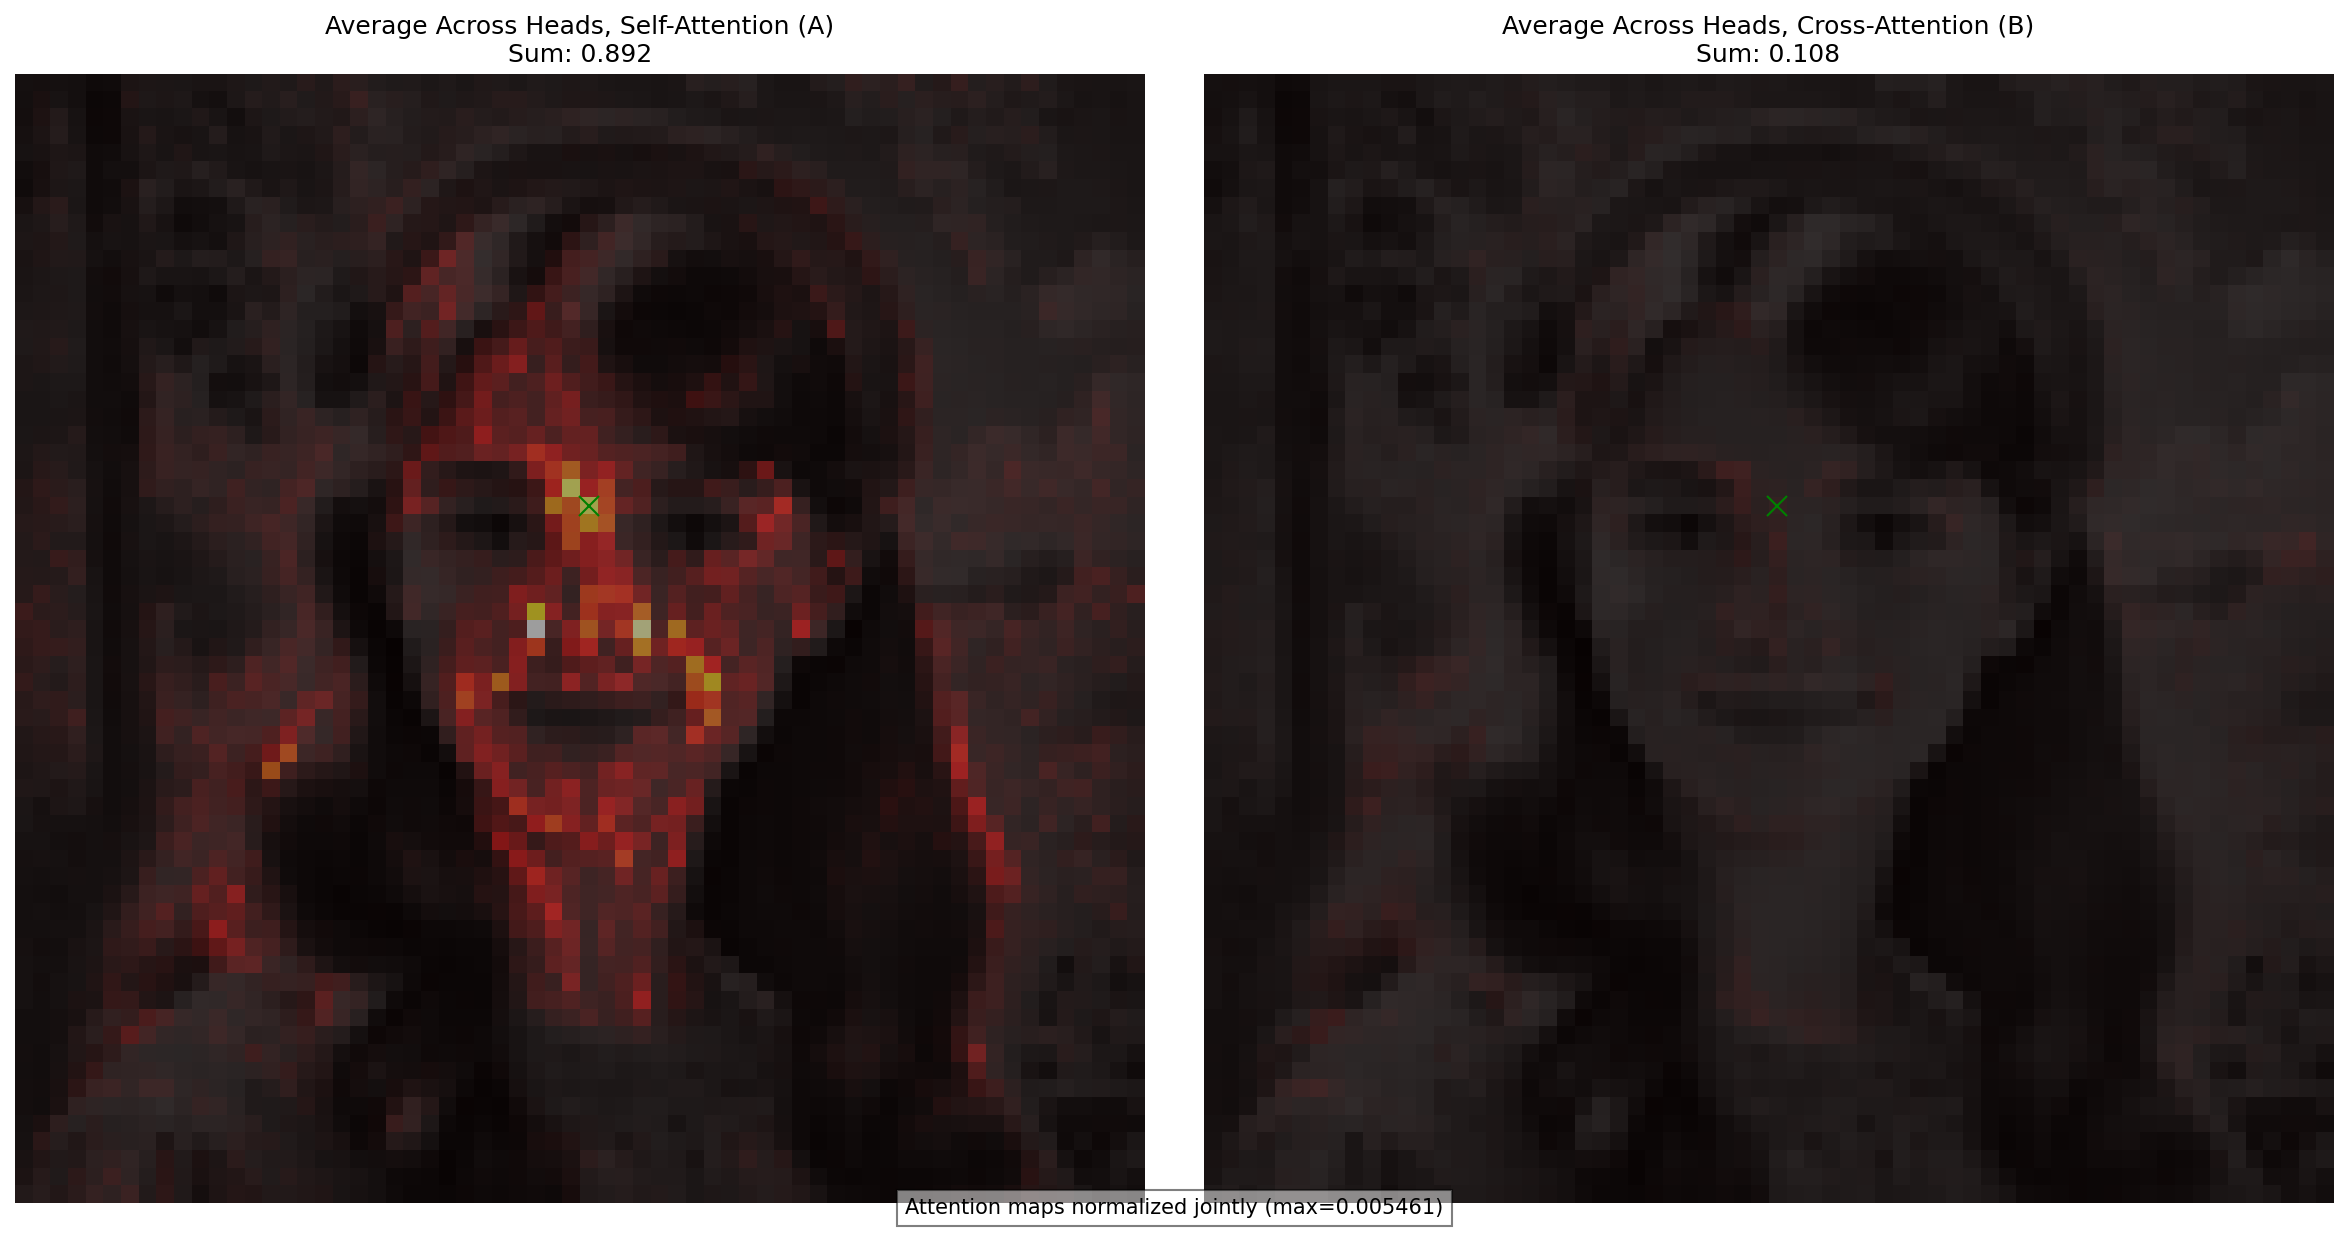 Average Across Heads, Self-Attention (A)
Sum: 0.892
Average Across Heads, Cross-Attention (B)
Sum: 0.108
Attention maps normalized jointly (max=0.005461)